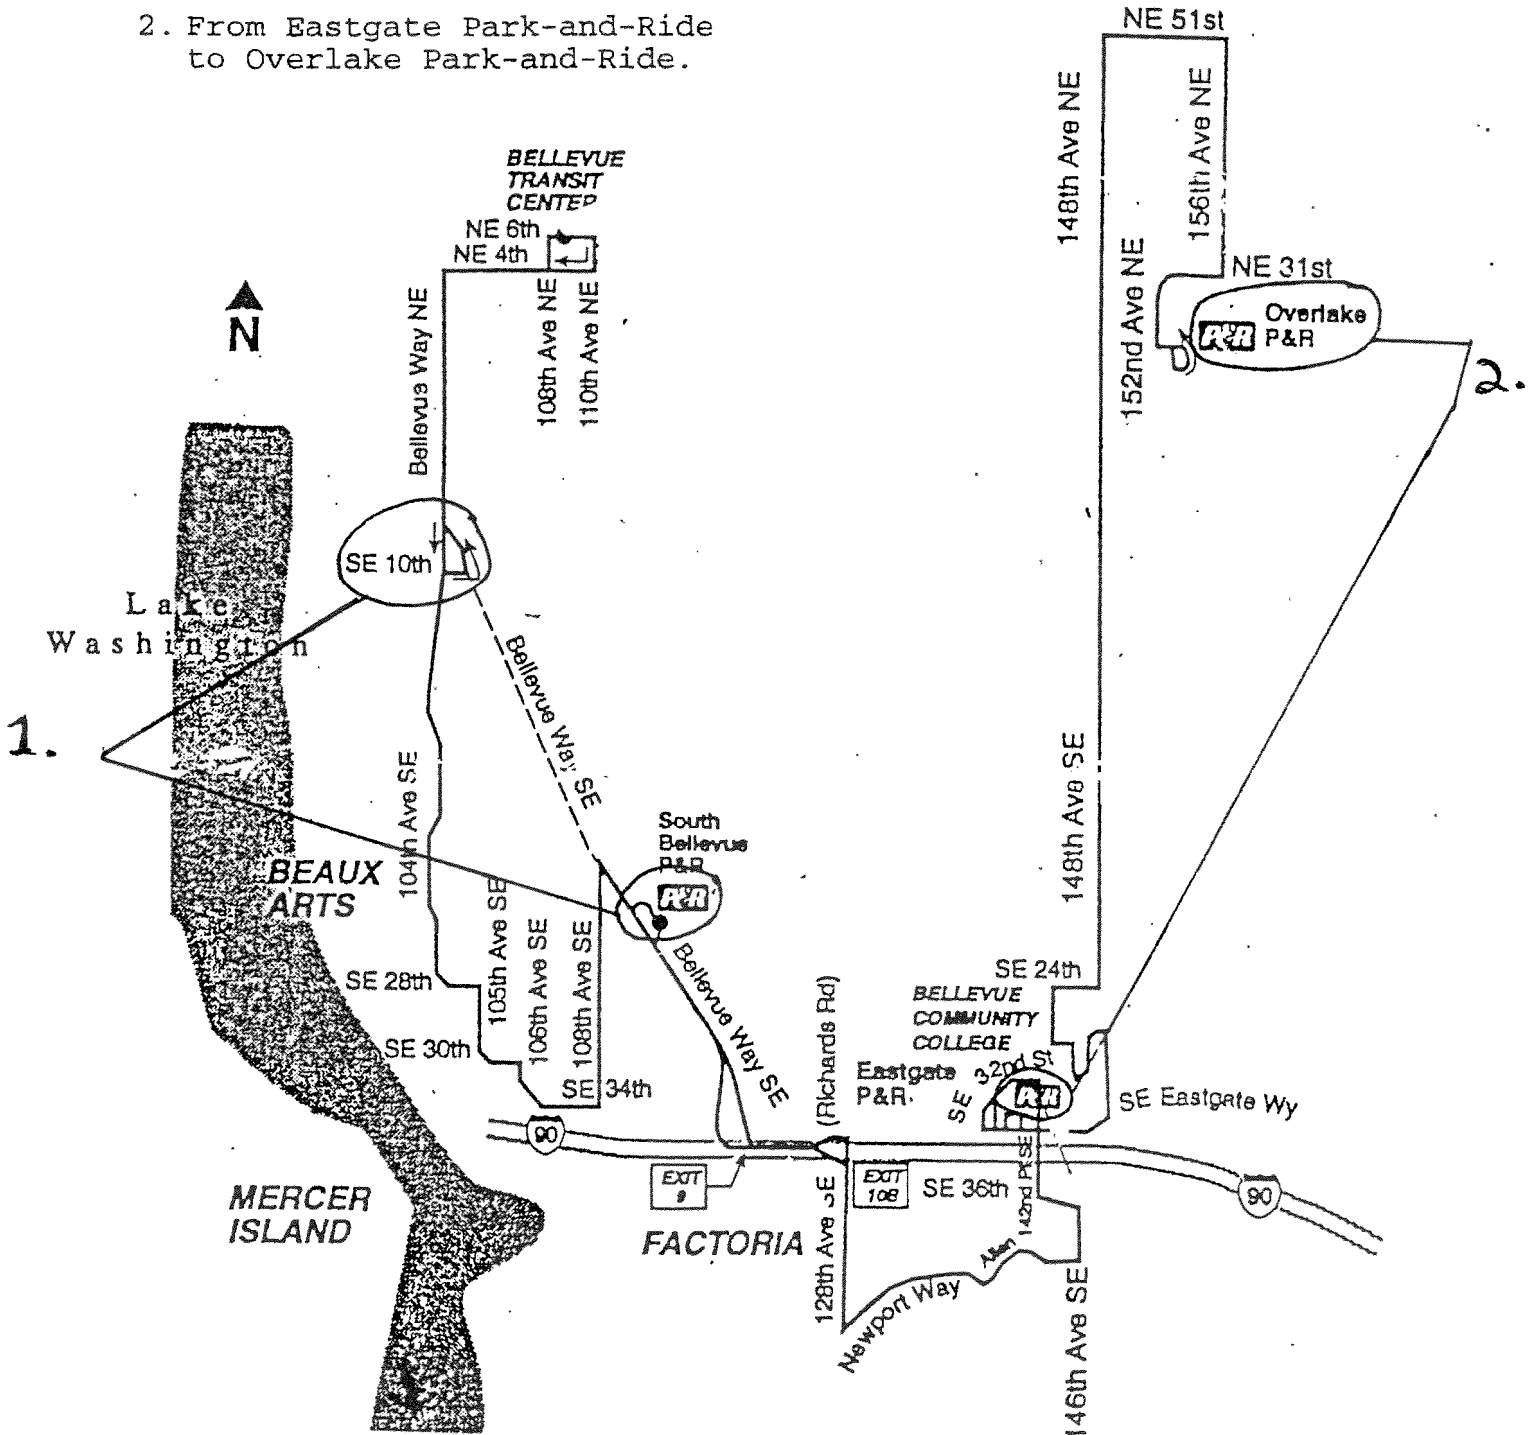 2. From Eastgate Park-and-Ride
to Overlake Park-and-Ride.
NE 51st
148th Ave NE
156th Ave NE
BELLEVUE
TRANSIT
CENTER
NE 6th
NE 4th
Bellevue Way NE
108th Ave NE
110th Ave NE
152nd Ave NE
NE 31st
P&R
Overlake
P&R
2.
N
SE 10th
Lake
Washington
1.
Bellevue Way SE
104th Ave SE
148th Ave SE
South
Bellevue
P&R
P&R
BEAUX
ARTS
105th Ave SE
106th Ave SE
108th Ave SE
Bellevue Way SE
SE 28th
SE 30th
SE 34th
(Richards Rd)
SE 24th
BELLEVUE
COMMUNITY
COLLEGE
Eastgate
P&R
SE 32nd St
P&R
SE Eastgate Wy
90
EXIT
9
EXIT
10B
SE 36th
142nd Pl SE
90
MERCER
ISLAND
FACTORIA
128th Ave SE
Newport Way
Allen
146th Ave SE